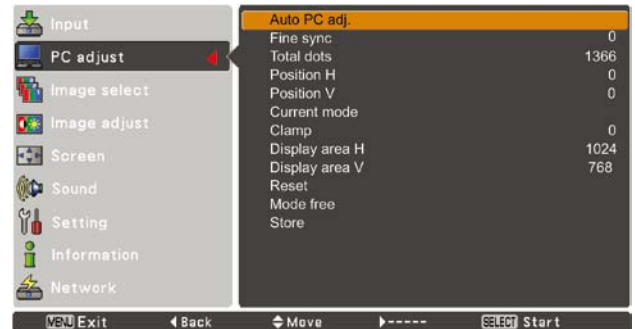 Input
PC adjust
Image select
Image adjust
Screen
Sound
Setting
Information
Network
Auto PC adj.
Fine sync 0
Total dots 1366
Position H 0
Position V 0
Current mode
Clamp 0
Display area H 1024
Display area V 768
Reset
Mode free
Store
MENU Exit Back Move ----- SELECT Start